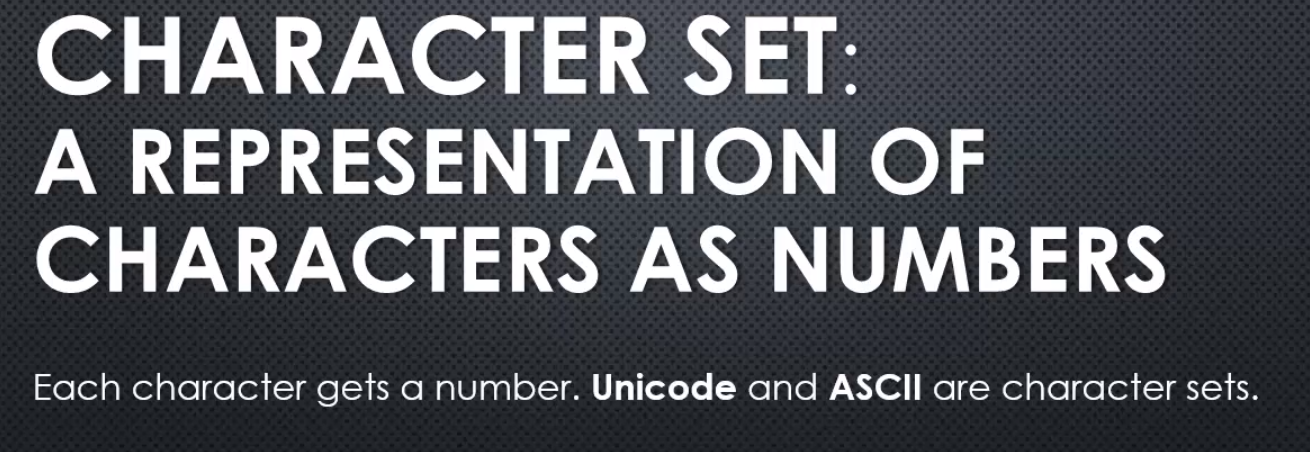 CHARACTER SET:
A REPRESENTATION OF
CHARACTERS AS NUMBERS
Each character gets a number. Unicode and ASCII are character sets.